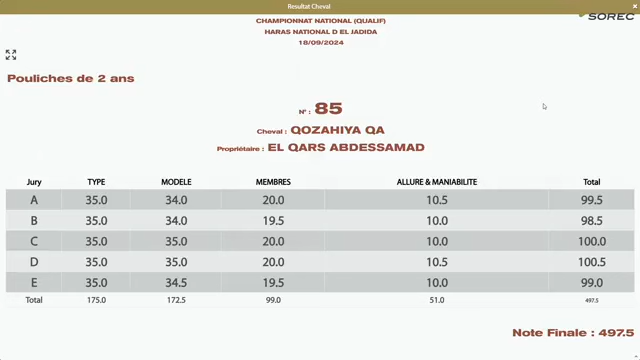 Resultat Cheval
CHAMPIONNAT NATIONAL (QUALIF)
SOREC
HARAS NATIONAL D EL JADIDA
18/09/2024
Pouliches de 2 ans
N° : 85
Cheval : QOZAHIYA QA
Propriétaire : EL QARS ABDESSAMAD
Jury TYPE MODELE MEMBRES ALLURE & MANIABILITE Total
A 35.0 34.0 20.0 10.5 99.5
B 35.0 34.0 19.5 10.0 98.5
C 35.0 35.0 20.0 10.0 100.0
D 35.0 35.0 20.0 10.5 100.5
E 35.0 34.5 19.5 10.0 99.0
Total 175.0 172.5 99.0 51.0 497.5
Note Finale : 497.5